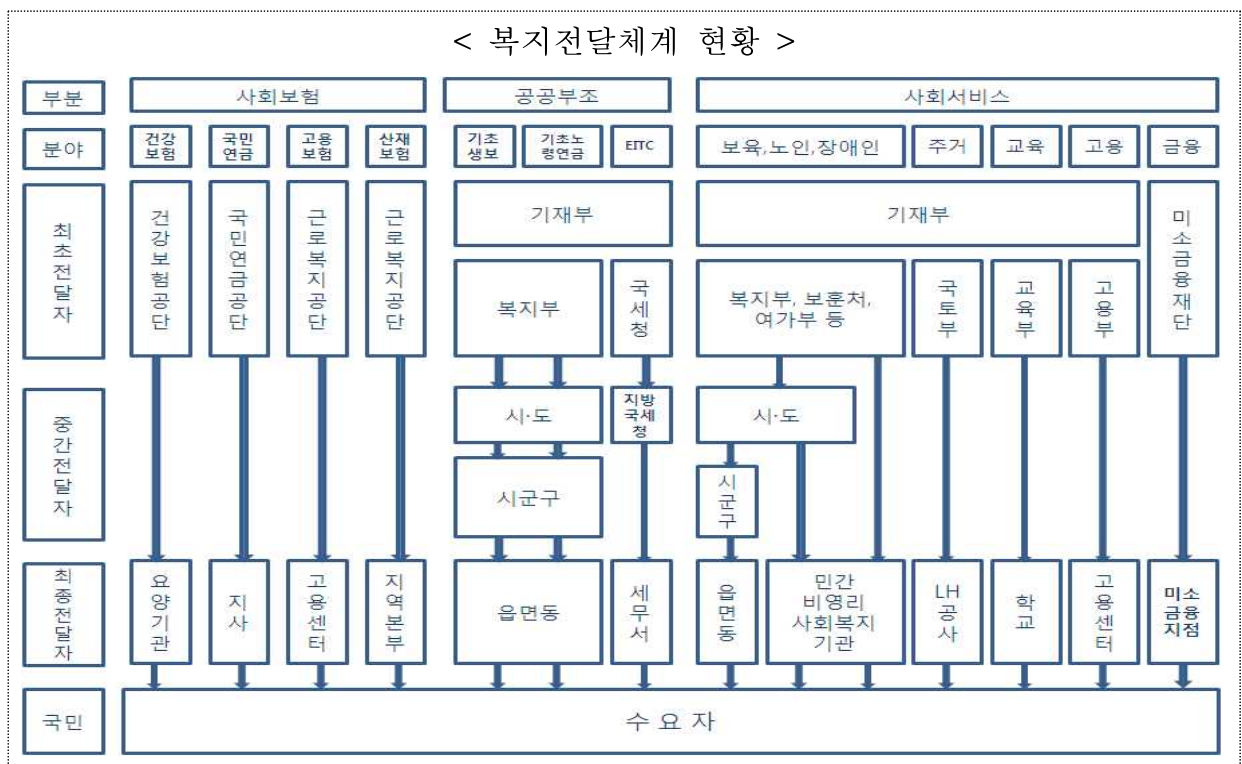 < 복지전달체계 현황 >
부분
사회보험
공공부조
사회서비스
분야
건강
보험
국민
연금
고용
보험
산재
보험
기초
생보
기초노
령연금
EITC
보육,노인,장애인
주거
교육
고용
금융
최초전달자
건강보험공단
국민연금공단
근로복지공단
근로복지공단
기재부
기재부
미소금융재단
복지부
국세청
복지부, 보훈처,
여가부 등
국토부
교육부
고용부
중간전달자
시·도
지방
국세
청
시·도
시군구
시군구
최종전달자
요양기관
지사
고용센터
지역본부
읍면동
세무서
읍면동
민간
비영리
사회복지
기관
LH
공사
학교
고용센터
미소
금융
지점
국민
수요자